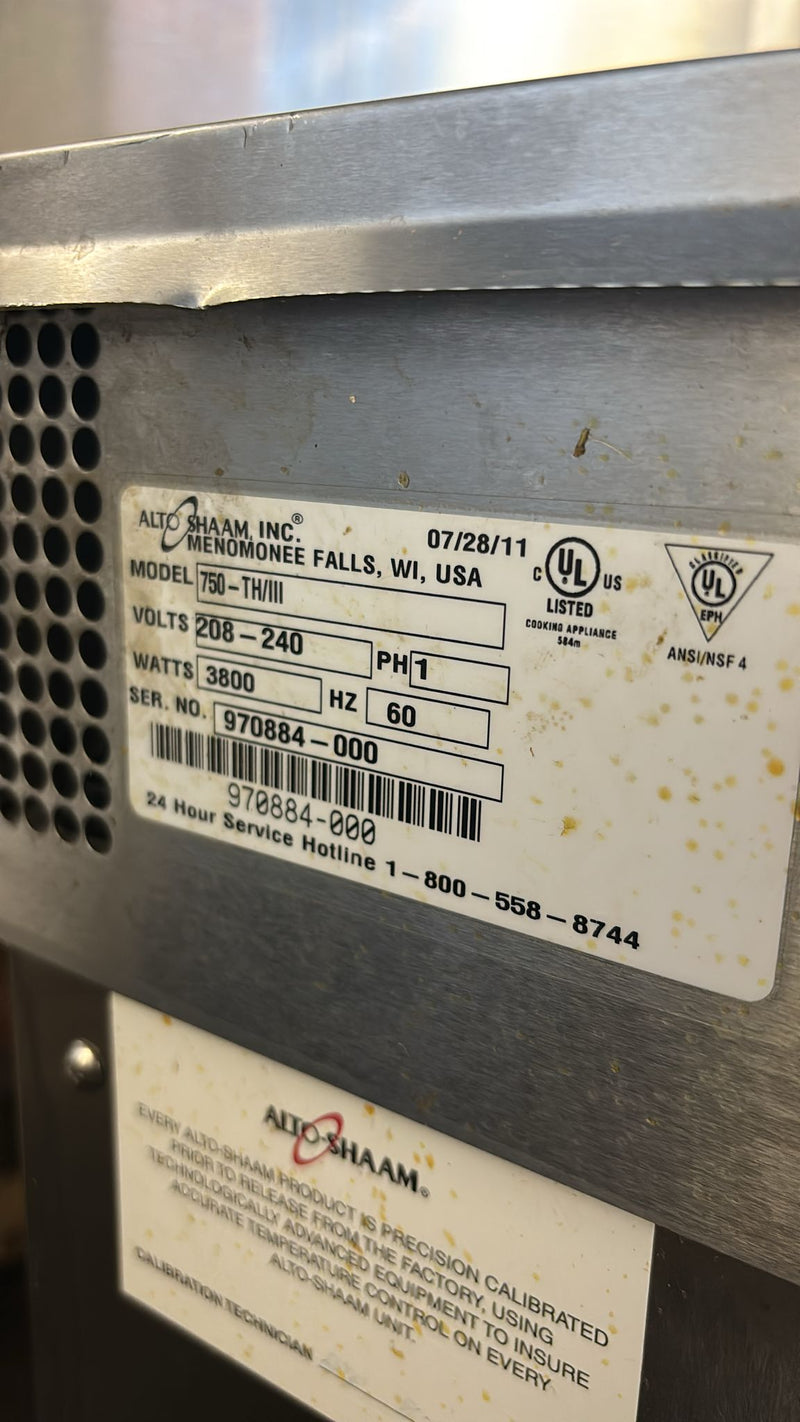 ALTO SHAAM, INC.®
MENOMONEE FALLS, WI, USA
07/28/11
C UL US
LISTED
COOKING APPLIANCE
584m
CLASSIFIED
UL
EPH
ANSI/NSF 4
MODEL 750-TH/III
VOLTS 208-240 PH 1
WATTS 3800 HZ 60
SER. NO. 970884-000
970884-000
24 Hour Service Hotline 1-800-558-8744
ALTO-SHAAM®
EVERY ALTO-SHAAM PRODUCT IS PRECISION CALIBRATED
PRIOR TO RELEASE FROM THE FACTORY, USING
TECHNOLOGICALLY ADVANCED EQUIPMENT TO INSURE
ACCURATE TEMPERATURE CONTROL ON EVERY
ALTO-SHAAM UNIT.
CALIBRATION TECHNICIAN